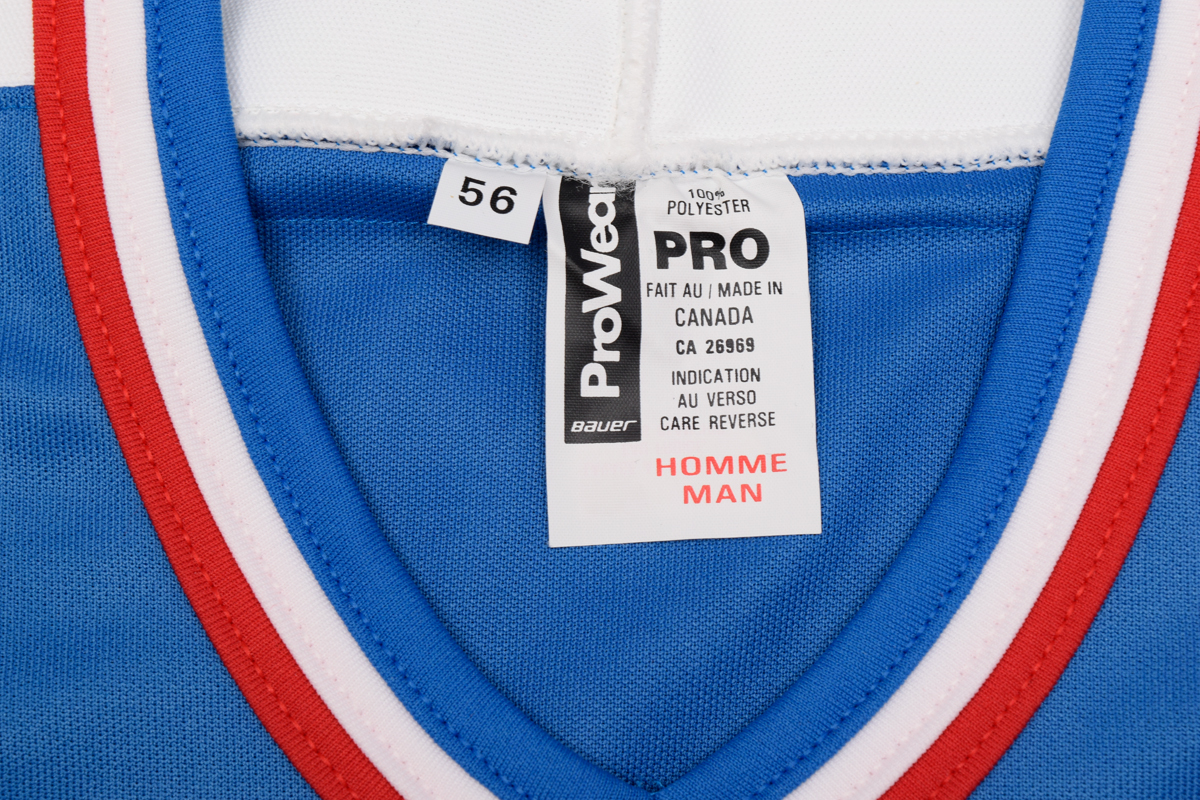 56
ProWear
BAUER
100%
POLYESTER
PRO
FAIT AU / MADE IN
CANADA
CA 26969
INDICATION
AU VERSO
CARE REVERSE
HOMME
MAN